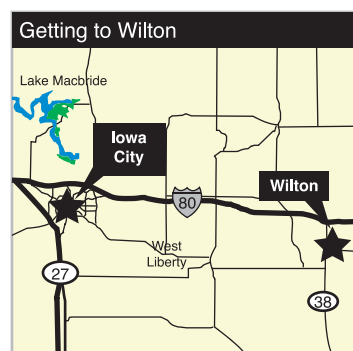 Getting to Wilton
Lake Macbride
Iowa
City
80
Wilton
West
Liberty
27
38